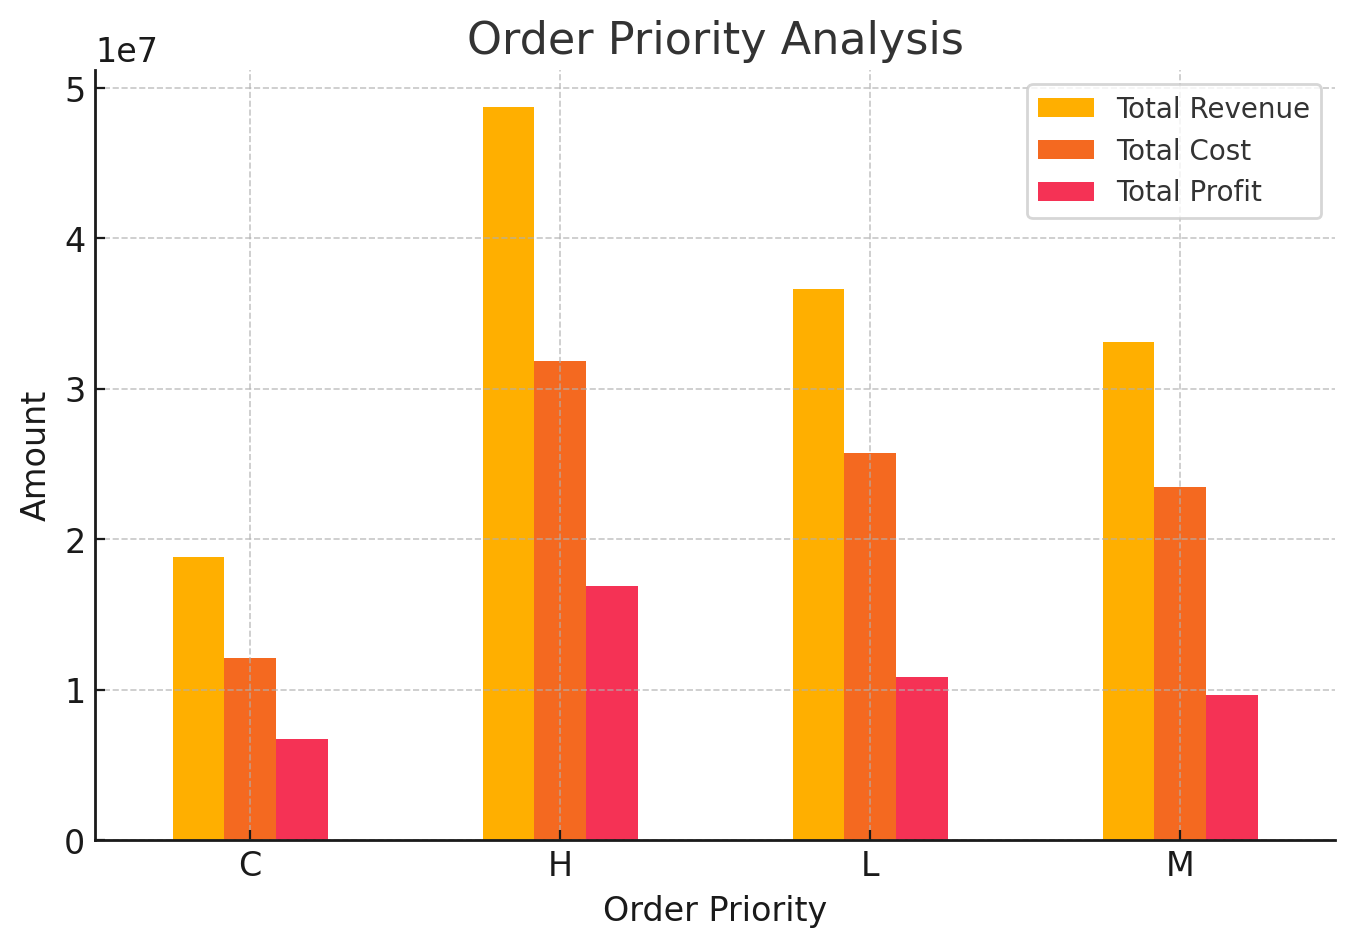 Order Priority Analysis
1e7
Total Revenue
Total Cost
Total Profit
5
4
3
2
1
0
Amount
C
H
L
M
Order Priority